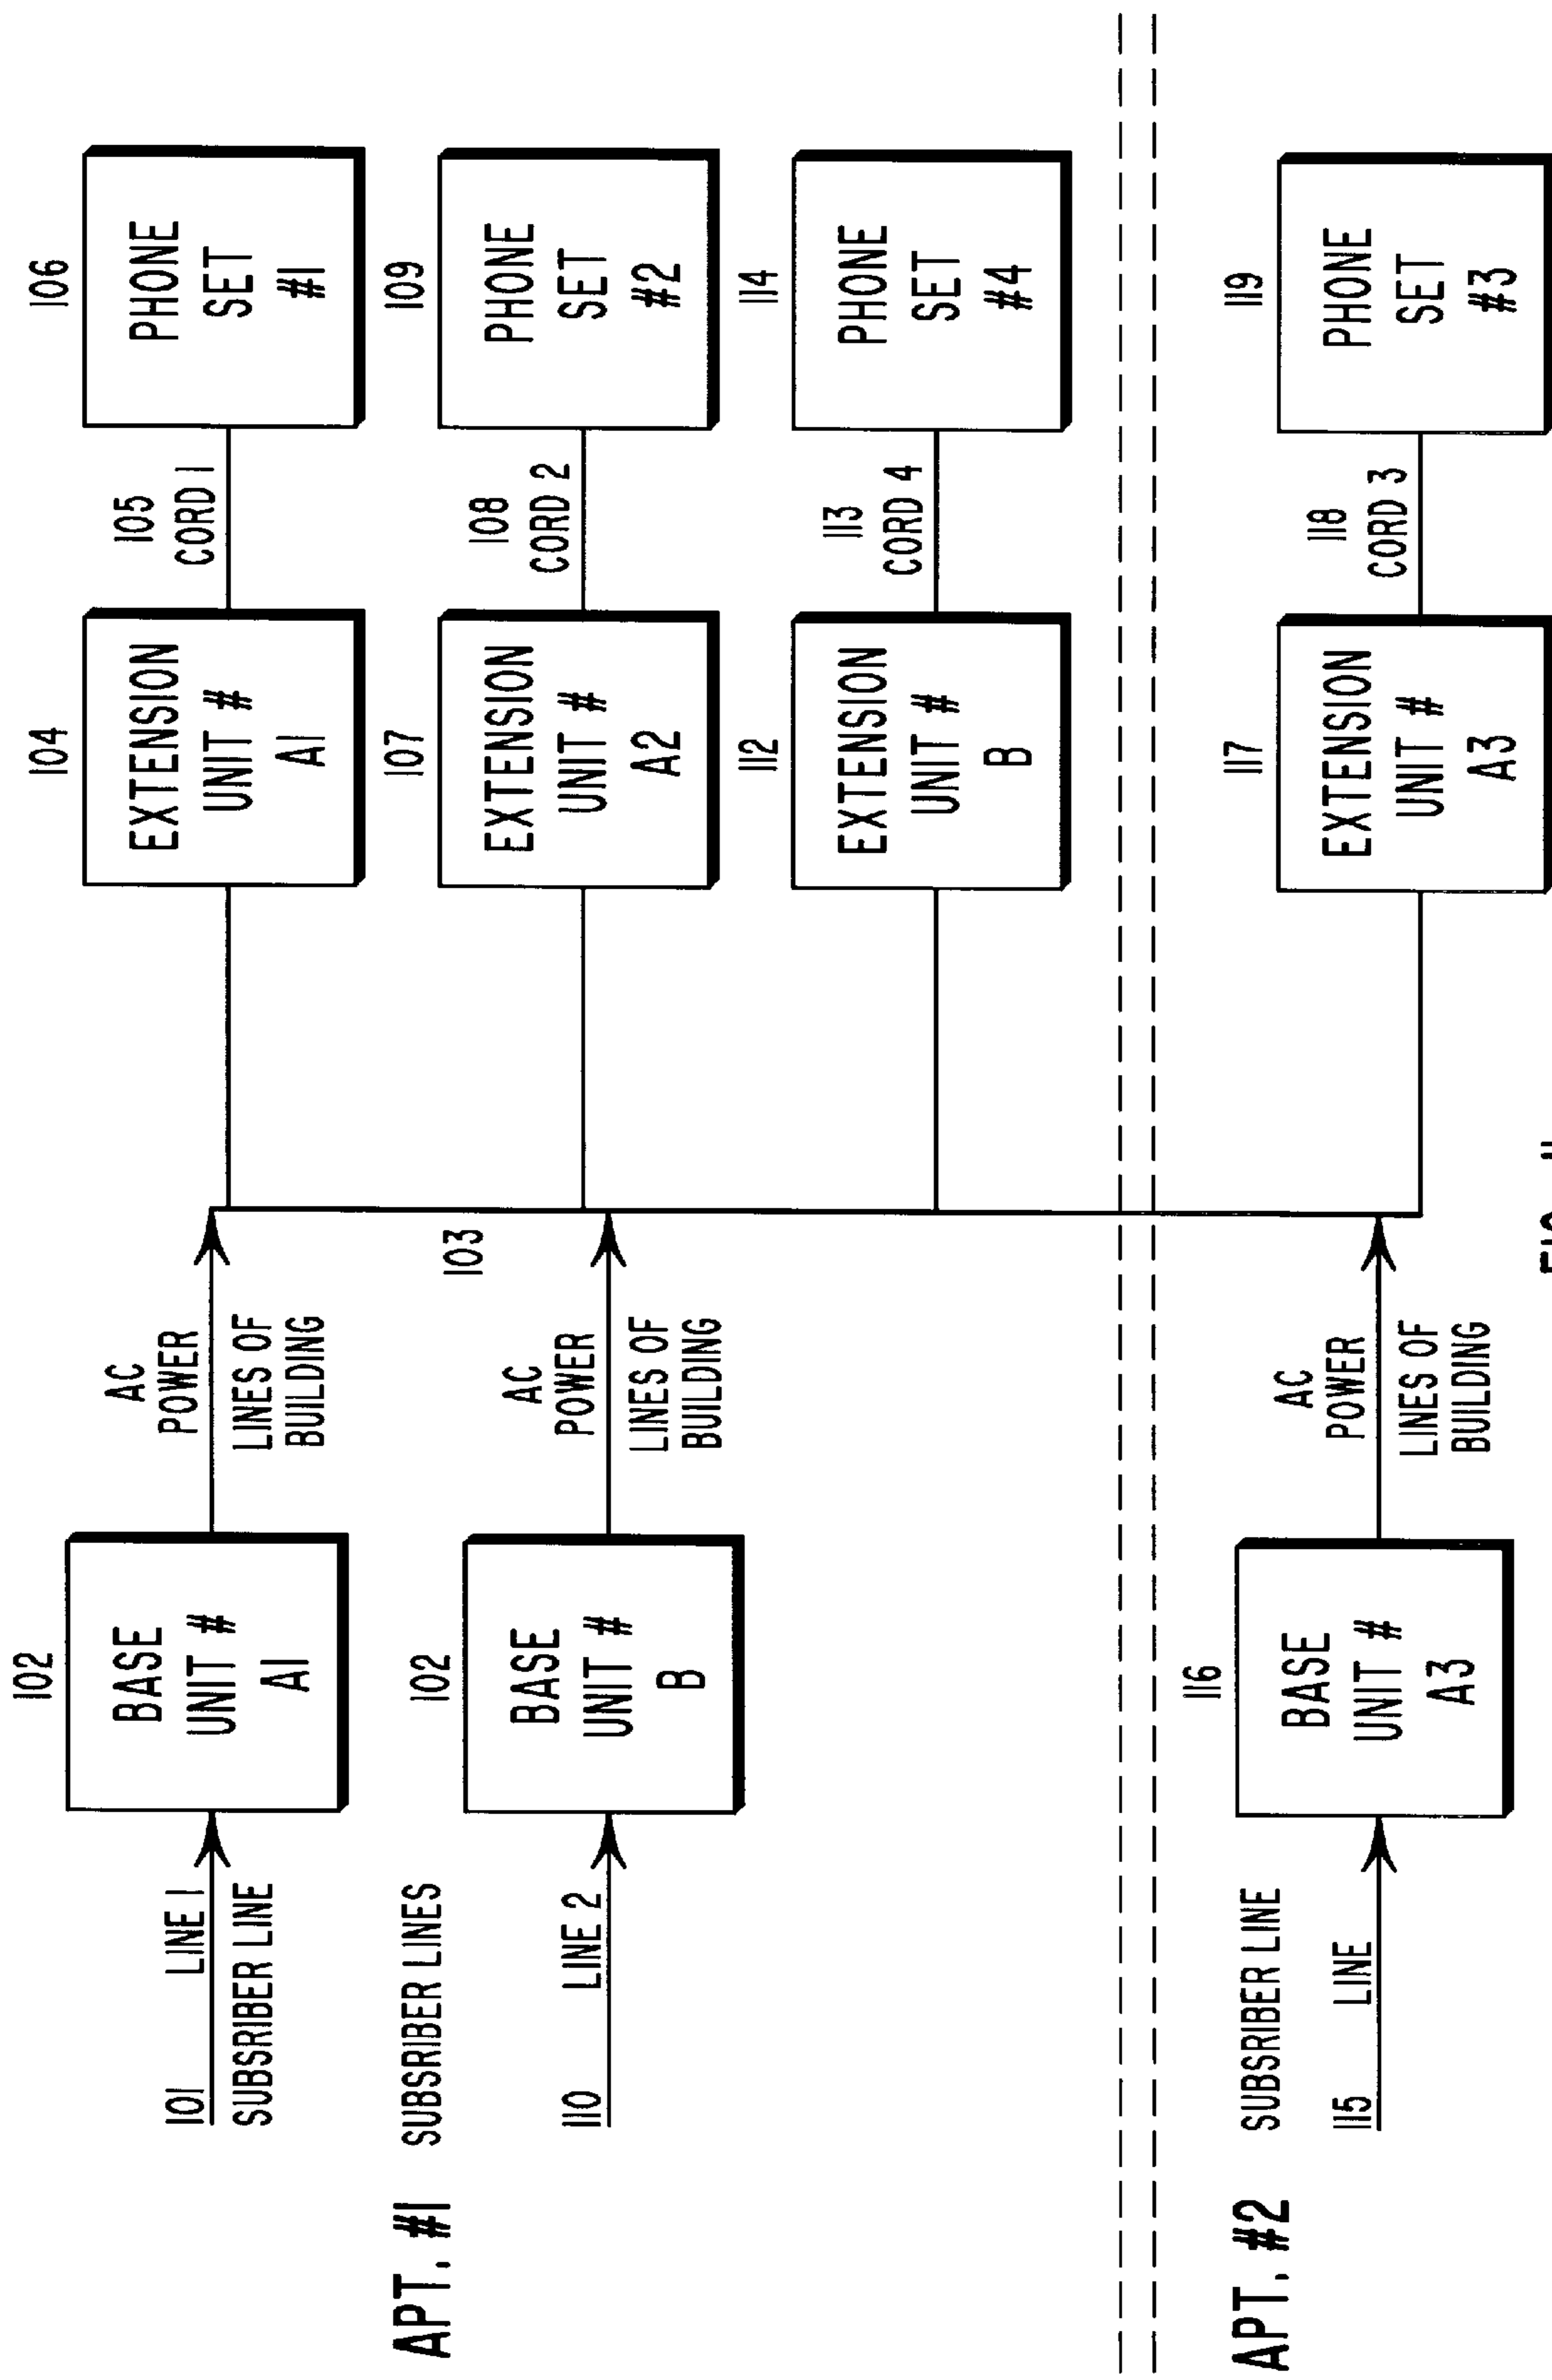 102
104
106
101 LINE 1
SUBSRIBER LINE
BASE
UNIT #
A1
AC
POWER
LINES OF
BUILDING
EXTENSION
UNIT #
A1
105
CORD 1
PHONE
SET
#1
APT. #1
SUBSRIBER LINES
110 LINE 2
102
BASE
UNIT #
B
AC
POWER
LINES OF
BUILDING
103
107
EXTENSION
UNIT #
A2
108
CORD 2
109
PHONE
SET
#2
112
EXTENSION
UNIT #
B
113
CORD 4
114
PHONE
SET
#4
APT. #2
SUBSRIBER LINE
115 LINE
116
BASE
UNIT #
A3
AC
POWER
LINES OF
BUILDING
117
EXTENSION
UNIT #
A3
118
CORD 3
119
PHONE
SET
#3